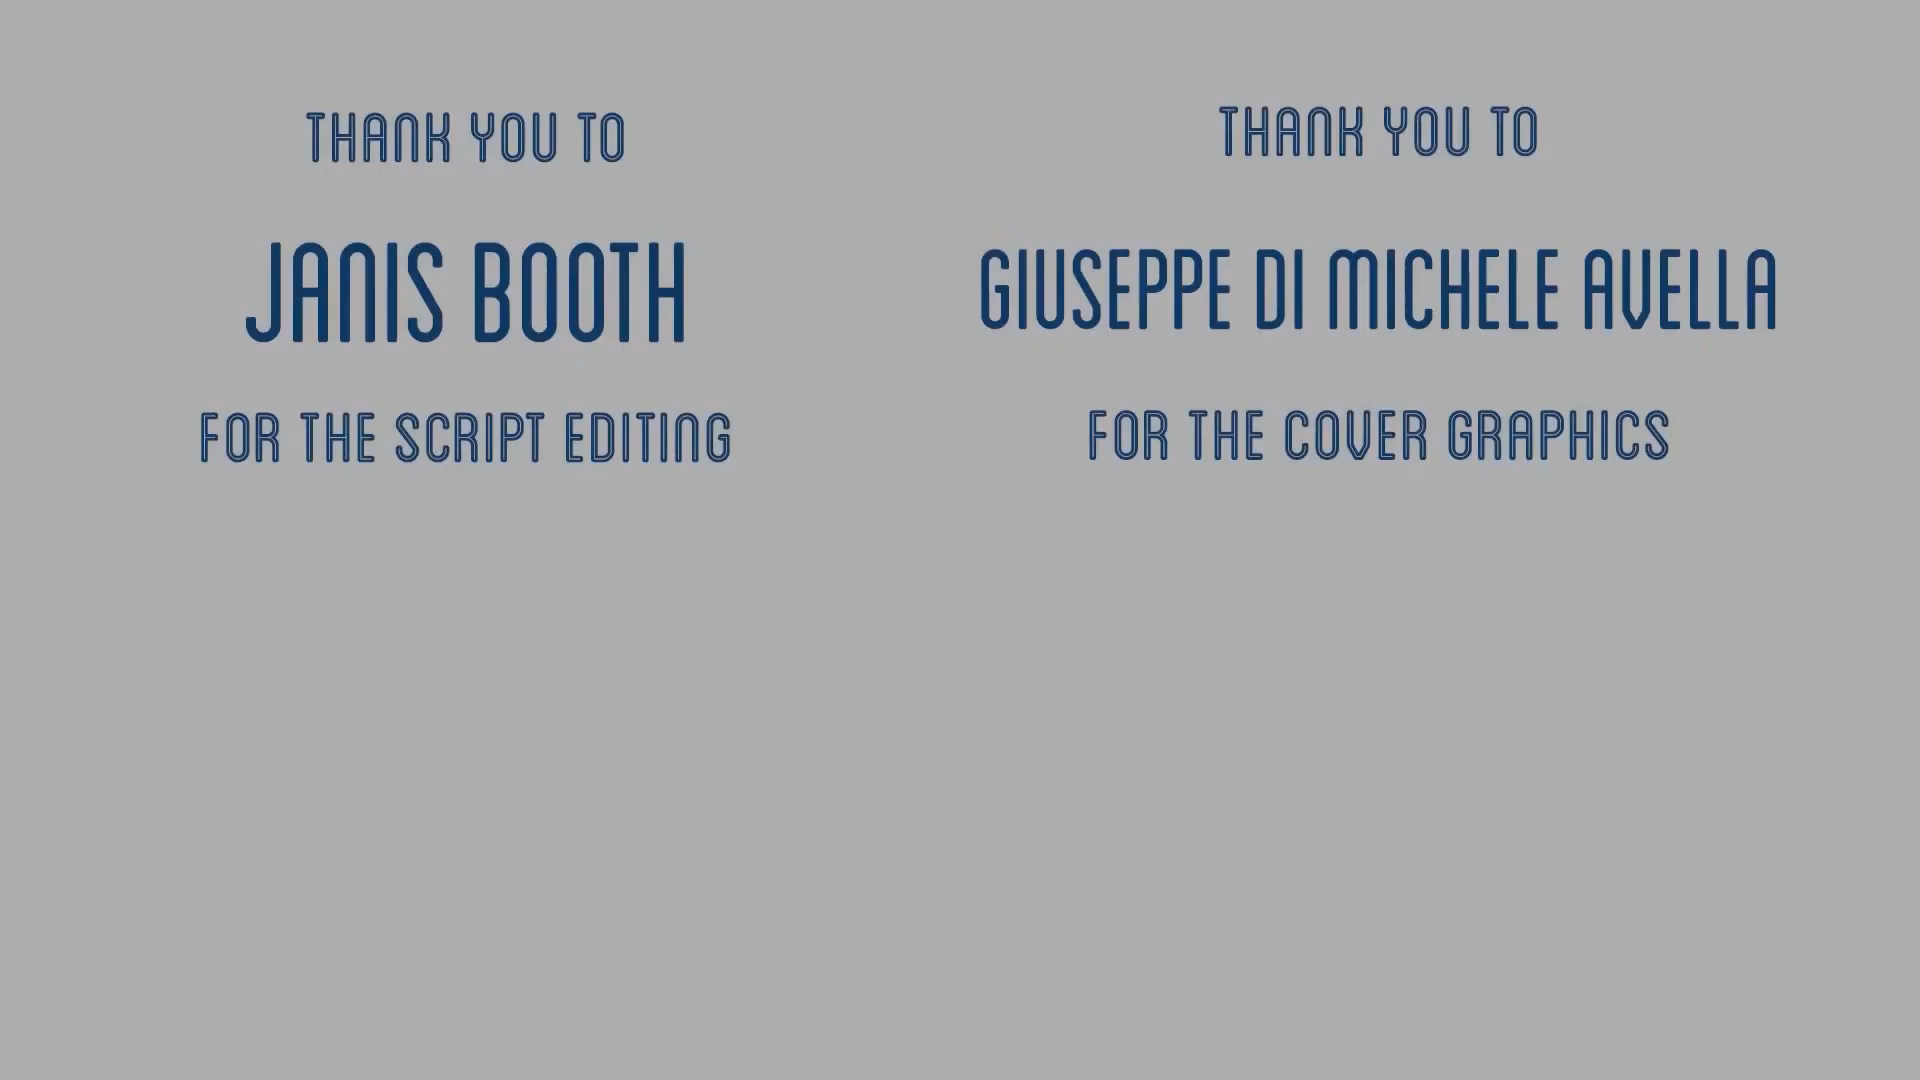 THANK YOU TO
JANIS BOOTH
FOR THE SCRIPT EDITING
THANK YOU TO
GIUSEPPE DI MICHELE AVELLA
FOR THE COVER GRAPHICS